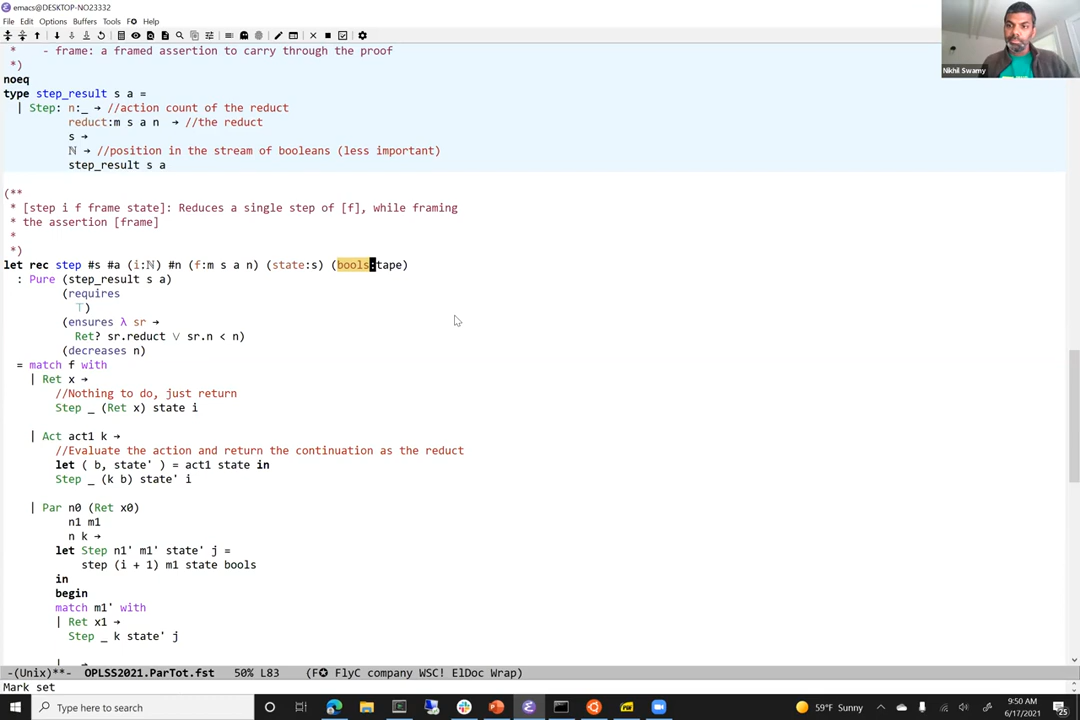 emacs@DESKTOP-NO23332
File Edit Options Buffers Tools F✪ Help
*    - frame: a framed assertion to carry through the proof
*)
noeq
type step_result s a =
| Step: n:_ → //action count of the reduct
reduct:m s a n → //the reduct
s →
ℕ → //position in the stream of booleans (less important)
step_result s a
(**
* [step i f frame state]: Reduces a single step of [f], while framing
* the assertion [frame]
*
*)
let rec step #s #a (i:ℕ) #n (f:m s a n) (state:s) (bools:tape)
: Pure (step_result s a)
(requires
⊤)
(ensures λ sr →
Ret? sr.reduct ∨ sr.n < n)
(decreases n)
= match f with
| Ret x →
//Nothing to do, just return
Step _ (Ret x) state i
| Act act1 k →
//Evaluate the action and return the continuation as the reduct
let ( b, state' ) = act1 state in
Step _ (k b) state' i
| Par n0 (Ret x0)
n1 m1
n k →
let Step n1' m1' state' j =
step (i + 1) m1 state bools
in
begin
match m1' with
| Ret x1 →
Step _ k state' j
-(Unix)**-  OPLSS2021.ParTot.fst  50% L83  (F✪ FlyC company WSC! ElDoc Wrap)
Mark set
Nikhil Swamy
Type here to search
59°F Sunny
9:50 AM
6/17/2021
25